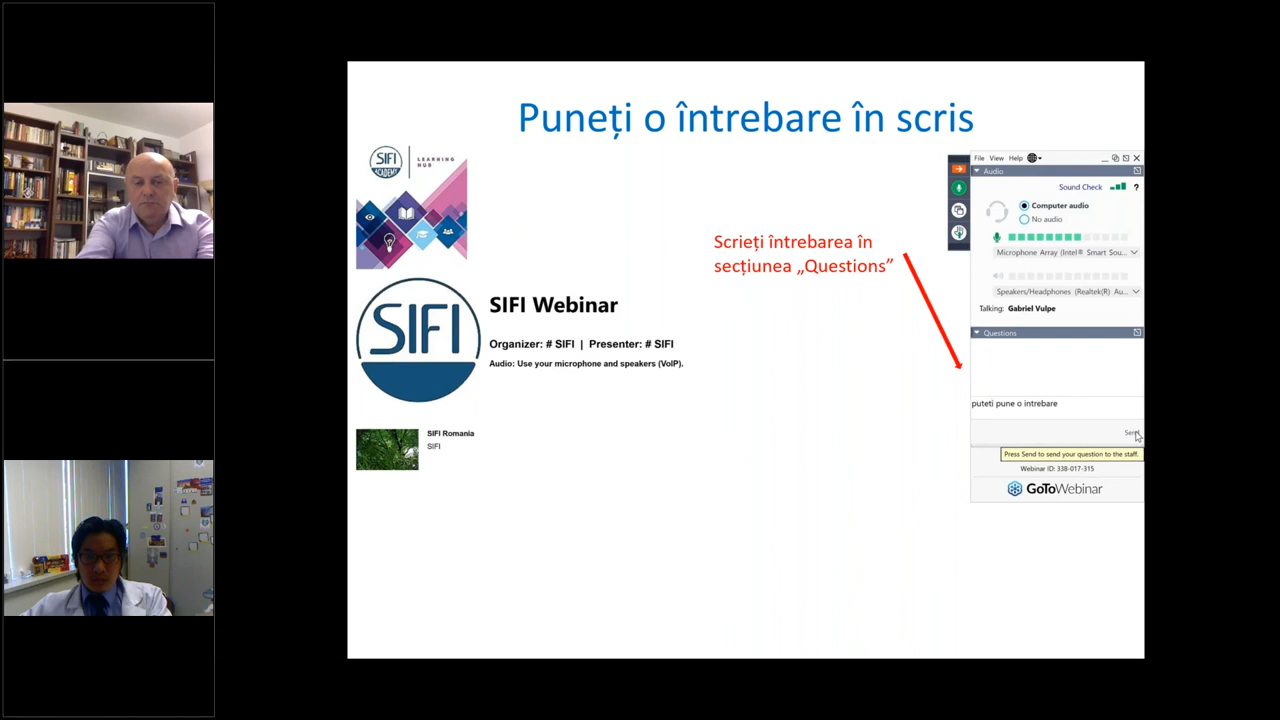 Puneți o întrebare în scris
SIFI
ACADEMY
LEARNING
HUB
Scrieți întrebarea în
secțiunea „Questions”
SIFI
SIFI Webinar
Organizer: # SIFI | Presenter: # SIFI
Audio: Use your microphone and speakers (VoIP).
SIFI Romania
SIFI
File View Help
Audio
Sound Check
?
Computer audio
No audio
Microphone Array (Intel® Smart Sou...
Speakers/Headphones (Realtek(R) Au...
Talking: Gabriel Vulpe
Questions
puteti pune o intrebare
Send
Press Send to send your question to the staff.
Webinar ID: 338-017-315
GoToWebinar